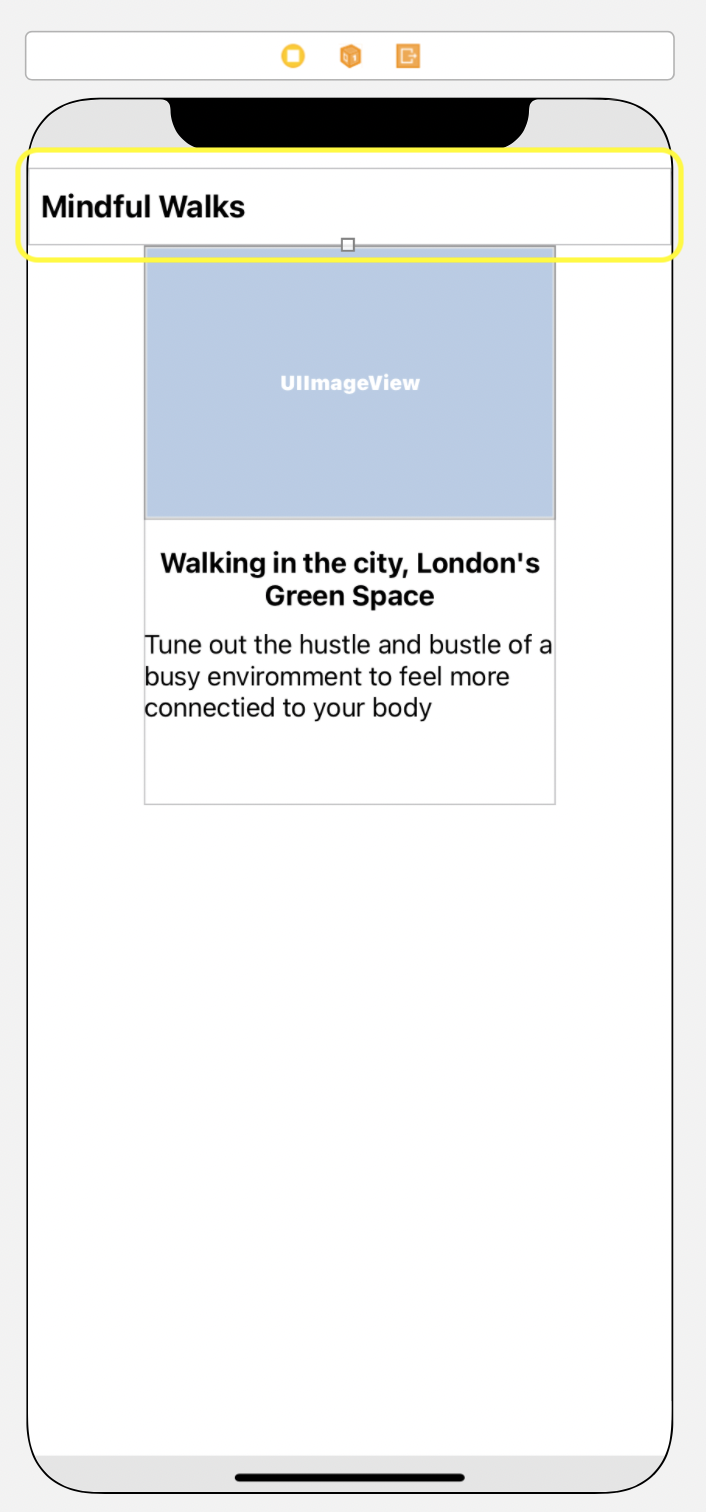 Mindful Walks
UIImageView
Walking in the city, London's
Green Space
Tune out the hustle and bustle of a
busy enviromment to feel more
connectied to your body